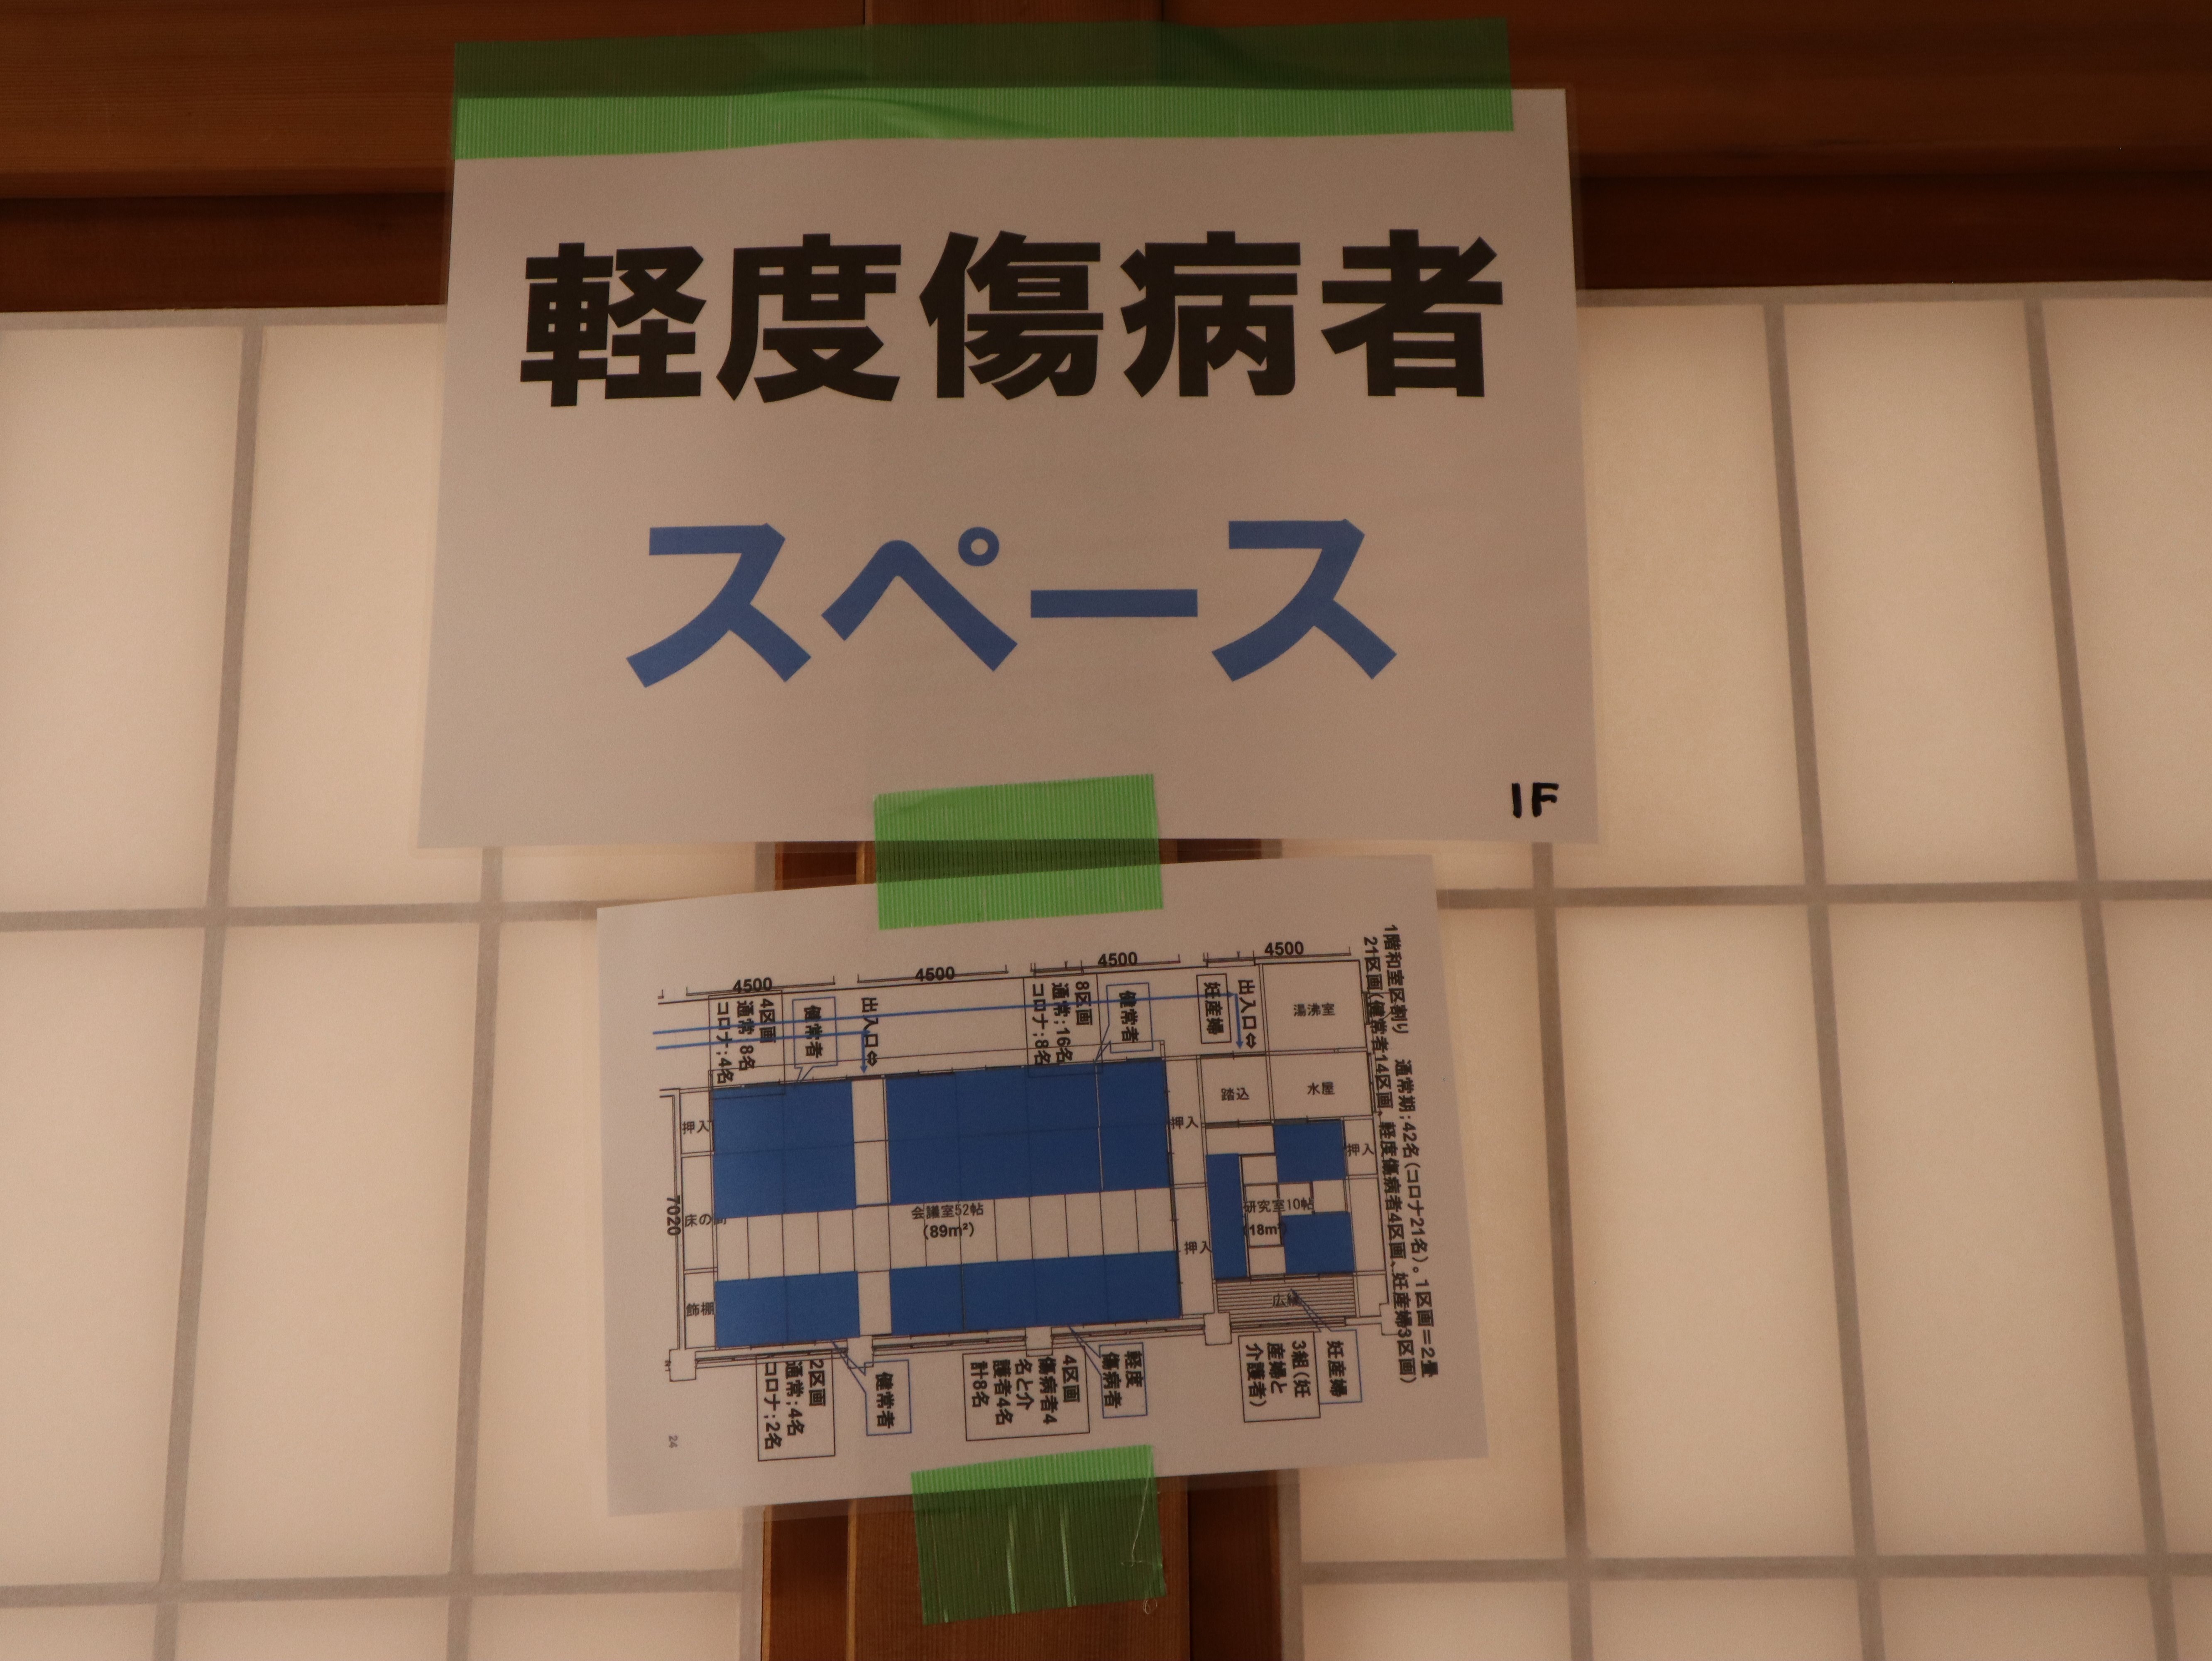 軽度傷病者
スペース
1F
1階和室区割り 通常期;42名(コロナ21名)。1区画=2畳
21区画(健常者14区画、軽度傷病者4区画、妊産婦3区画)
4500
4500
4500
4500
4区画
通常;8名
コロナ;4名
健常者
出入口⇔
8区画
通常;16名
コロナ;8名
健常者
妊産婦
出入口⇔
湯沸室
踏込
水屋
押入
押入
押入
押入
7020
床の間
飾棚
会議室52帖
(89m²)
研究室10帖
(18m²)
広縁
2区画
通常;4名
コロナ;2名
健常者
4区画
傷病者4
名と介
護者4名
計8名
軽度
傷病者
3組(妊
産婦と
介護者)
妊産婦
24